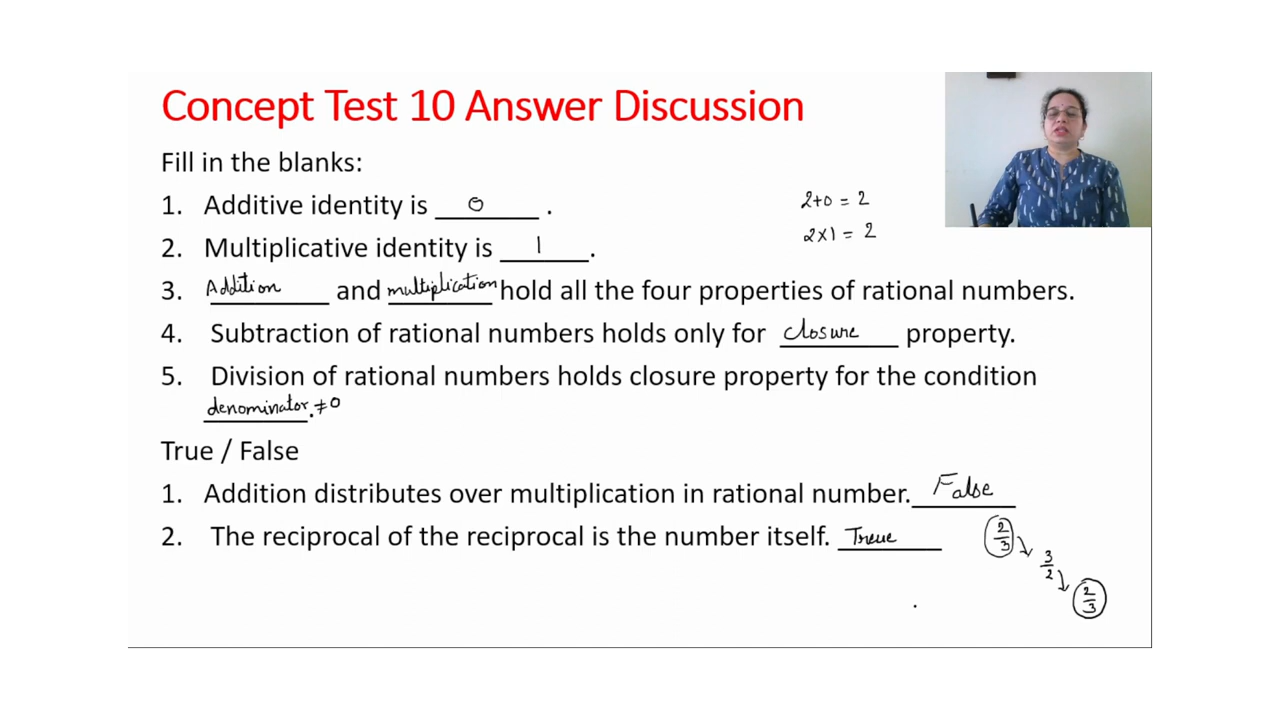 Concept Test 10 Answer Discussion
Fill in the blanks:
1. Additive identity is 0 .
2+0 = 2
2. Multiplicative identity is 1.
2×1 = 2
3. Addition and multiplication hold all the four properties of rational numbers.
4. Subtraction of rational numbers holds only for closure property.
5. Division of rational numbers holds closure property for the condition
denominator.≠0
True / False
1. Addition distributes over multiplication in rational number. False
2. The reciprocal of the reciprocal is the number itself. True
2/3 → 3/2 → 2/3